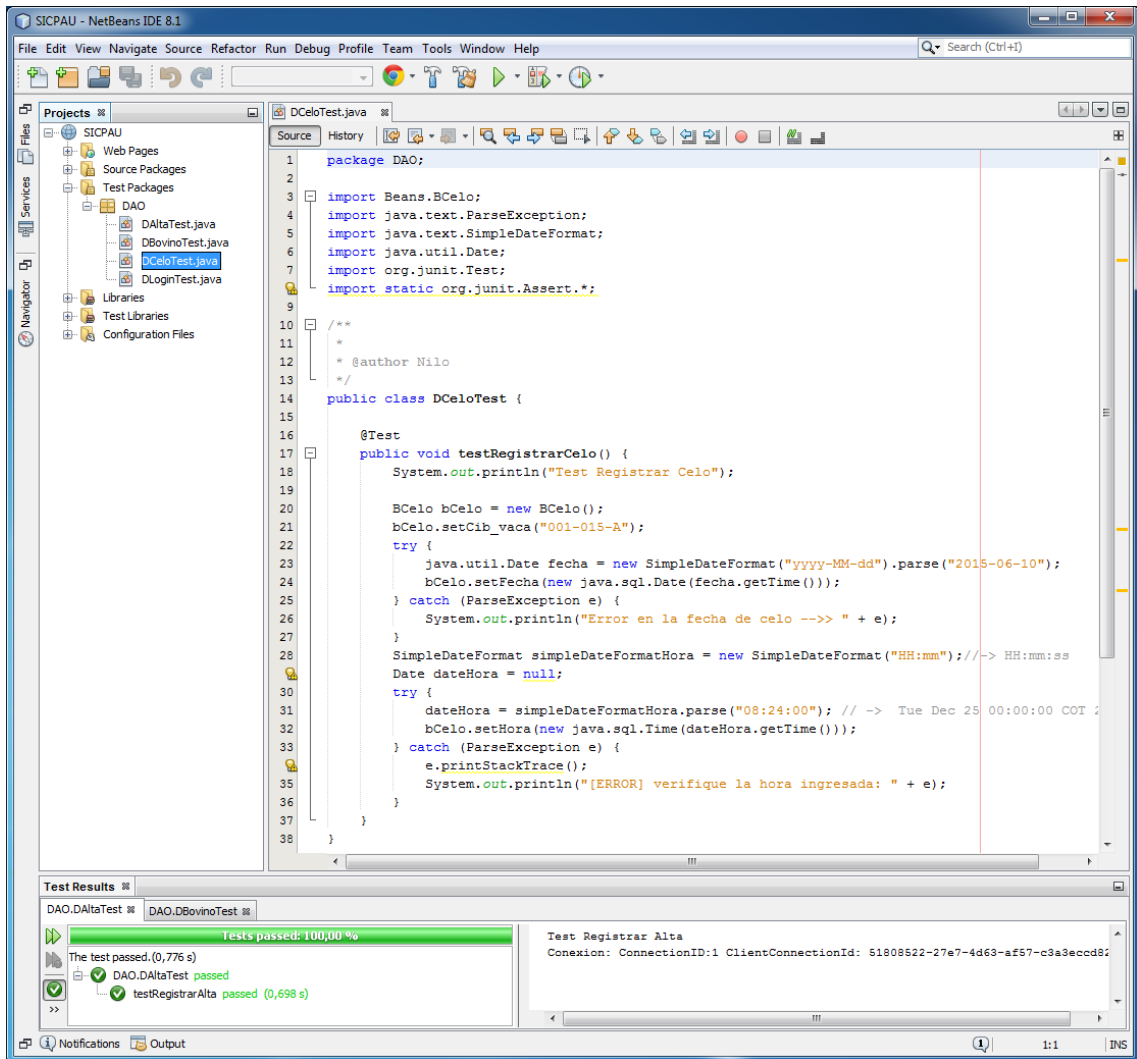 SICPAU - NetBeans IDE 8.1
File Edit View Navigate Source Refactor Run Debug Profile Team Tools Window Help
Search (Ctrl+I)
Files
Services
Navigator
Projects
SICPAU
Web Pages
Source Packages
Test Packages
DAO
DAltaTest.java
DBovinoTest.java
DCeloTest.java
DLoginTest.java
Libraries
Test Libraries
Configuration Files
DCeloTest.java
Source History
1 package DAO;
2
3 import Beans.BCelo;
4 import java.text.ParseException;
5 import java.text.SimpleDateFormat;
6 import java.util.Date;
7 import org.junit.Test;
import static org.junit.Assert.*;
9
10 /**
11 *
12 * @author Nilo
13 */
14 public class DCeloTest {
15
16 @Test
17 public void testRegistrarCelo() {
18 System.out.println("Test Registrar Celo");
19
20 BCelo bCelo = new BCelo();
21 bCelo.setCib_vaca("001-015-A");
22 try {
23 java.util.Date fecha = new SimpleDateFormat("yyyy-MM-dd").parse("2015-06-10");
24 bCelo.setFecha(new java.sql.Date(fecha.getTime()));
25 } catch (ParseException e) {
26 System.out.println("Error en la fecha de celo -->> " + e);
27 }
28 SimpleDateFormat simpleDateFormatHora = new SimpleDateFormat("HH:mm");//-> HH:mm:ss
Date dateHora = null;
30 try {
31 dateHora = simpleDateFormatHora.parse("08:24:00"); // -> Tue Dec 25 00:00:00 COT 2
32 bCelo.setHora(new java.sql.Time(dateHora.getTime()));
33 } catch (ParseException e) {
e.printStackTrace();
35 System.out.println("[ERROR] verifique la hora ingresada: " + e);
36 }
37 }
38 }
Test Results
DAO.DAltaTest DAO.DBovinoTest
Tests passed: 100,00 %
The test passed.(0,776 s)
DAO.DAltaTest passed
testRegistrarAlta passed (0,698 s)
>>
Test Registrar Alta
Conexion: ConnectionID:1 ClientConnectionId: 51808522-27e7-4d63-af57-c3a3eccd82
Notifications Output
1 1:1 INS